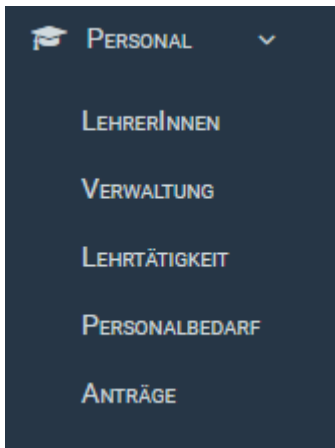 Personal
LehrerInnen
Verwaltung
Lehrtätigkeit
Personalbedarf
Anträge